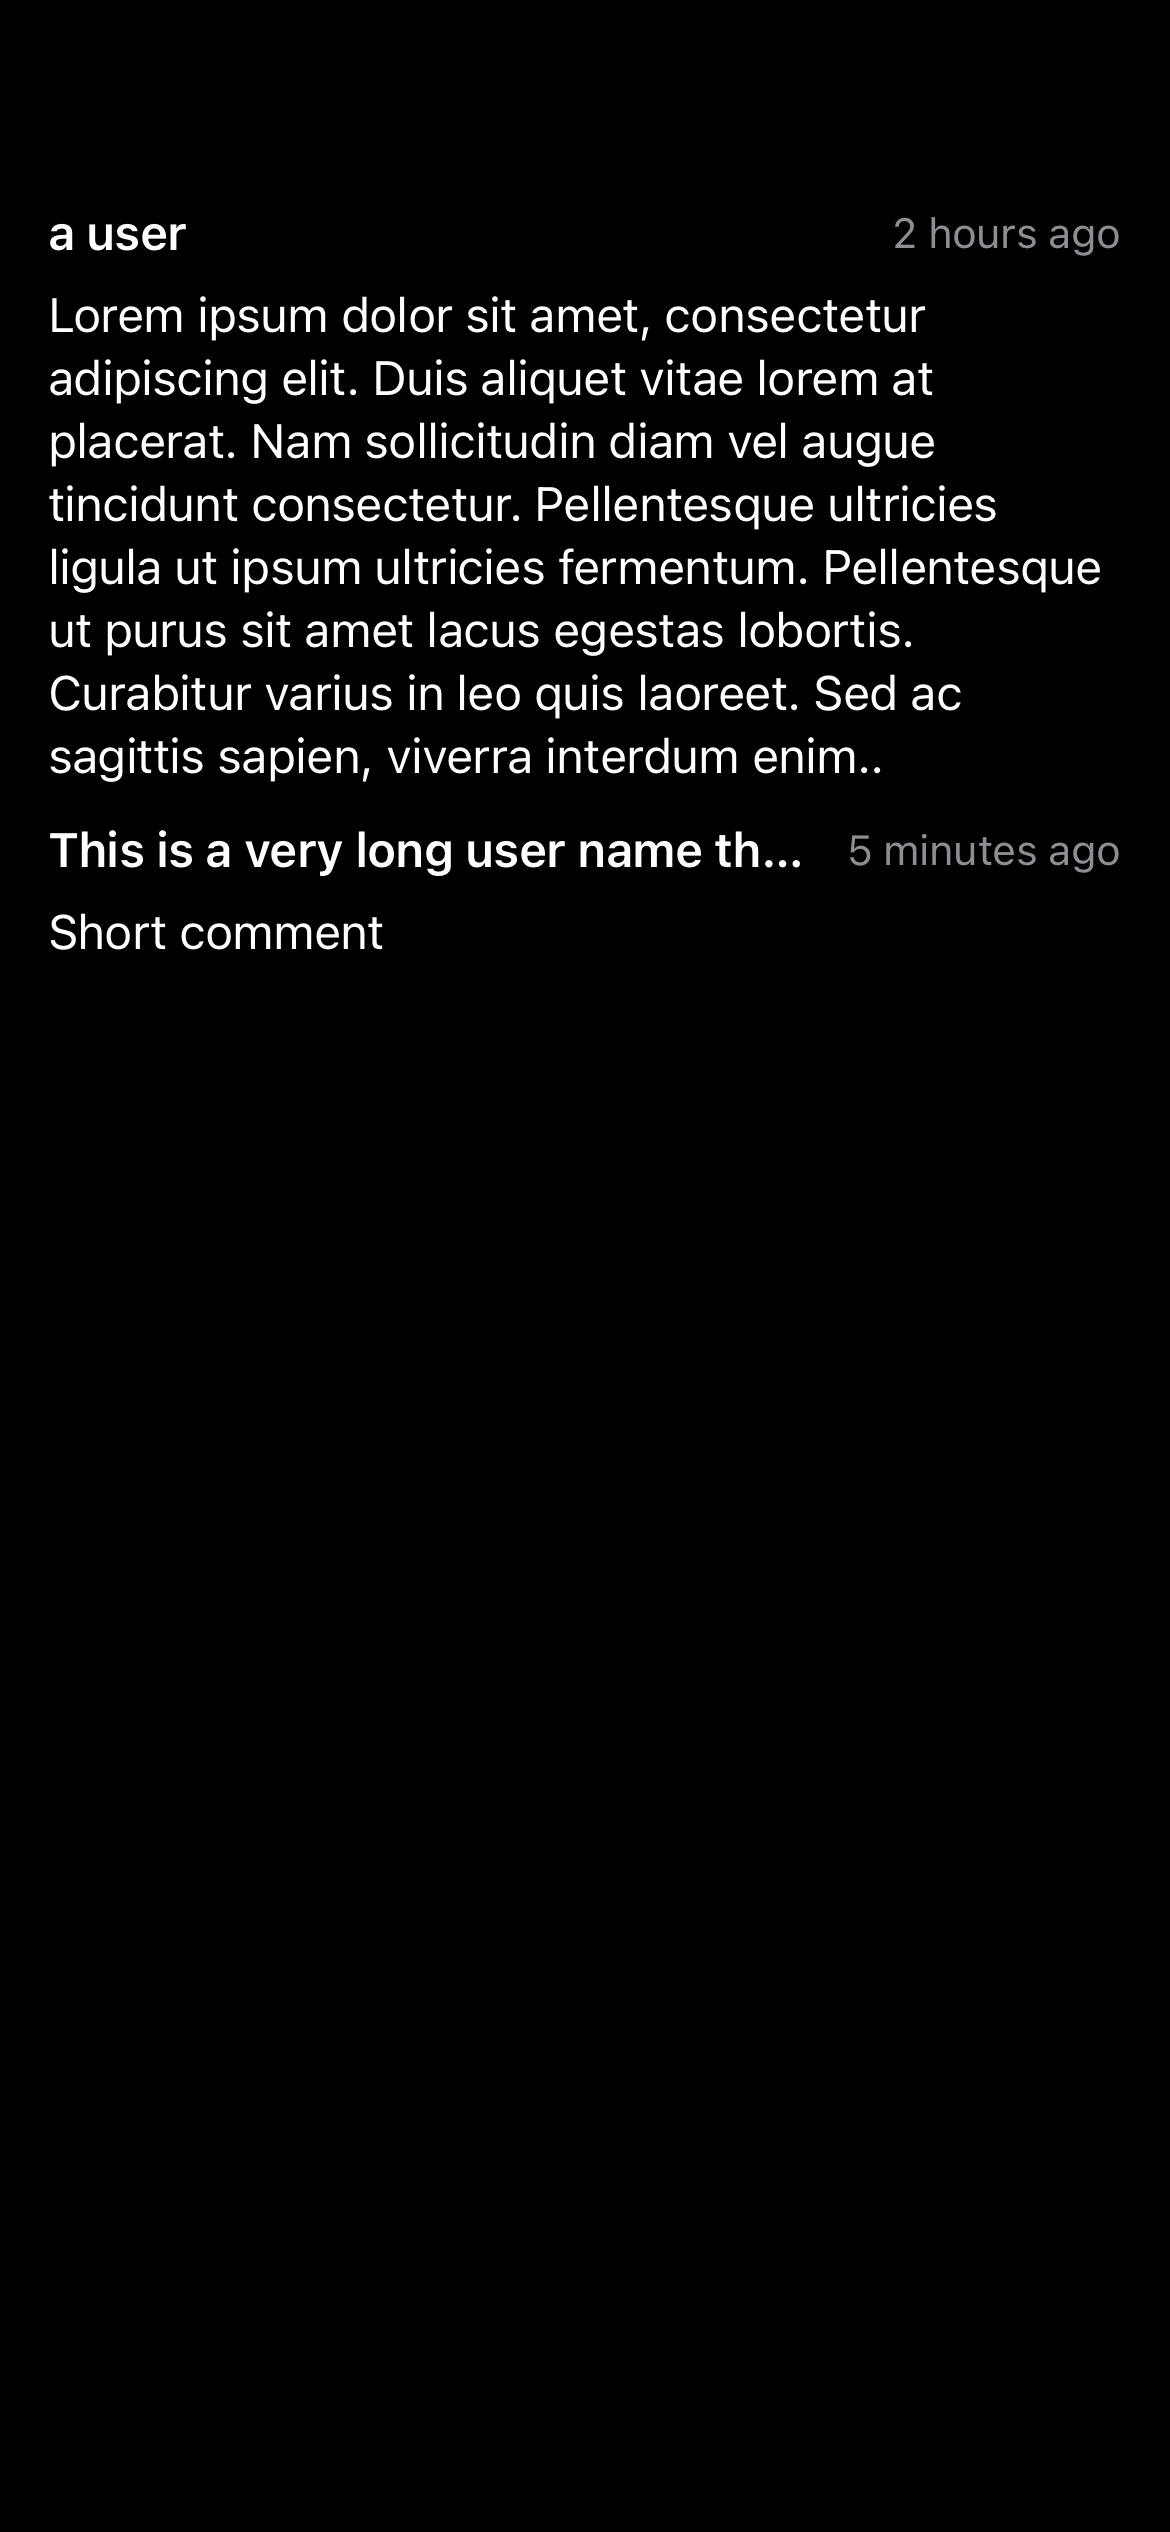 a user
2 hours ago
Lorem ipsum dolor sit amet, consectetur
adipiscing elit. Duis aliquet vitae lorem at
placerat. Nam sollicitudin diam vel augue
tincidunt consectetur. Pellentesque ultricies
ligula ut ipsum ultricies fermentum. Pellentesque
ut purus sit amet lacus egestas lobortis.
Curabitur varius in leo quis laoreet. Sed ac
sagittis sapien, viverra interdum enim..
This is a very long user name th...
5 minutes ago
Short comment